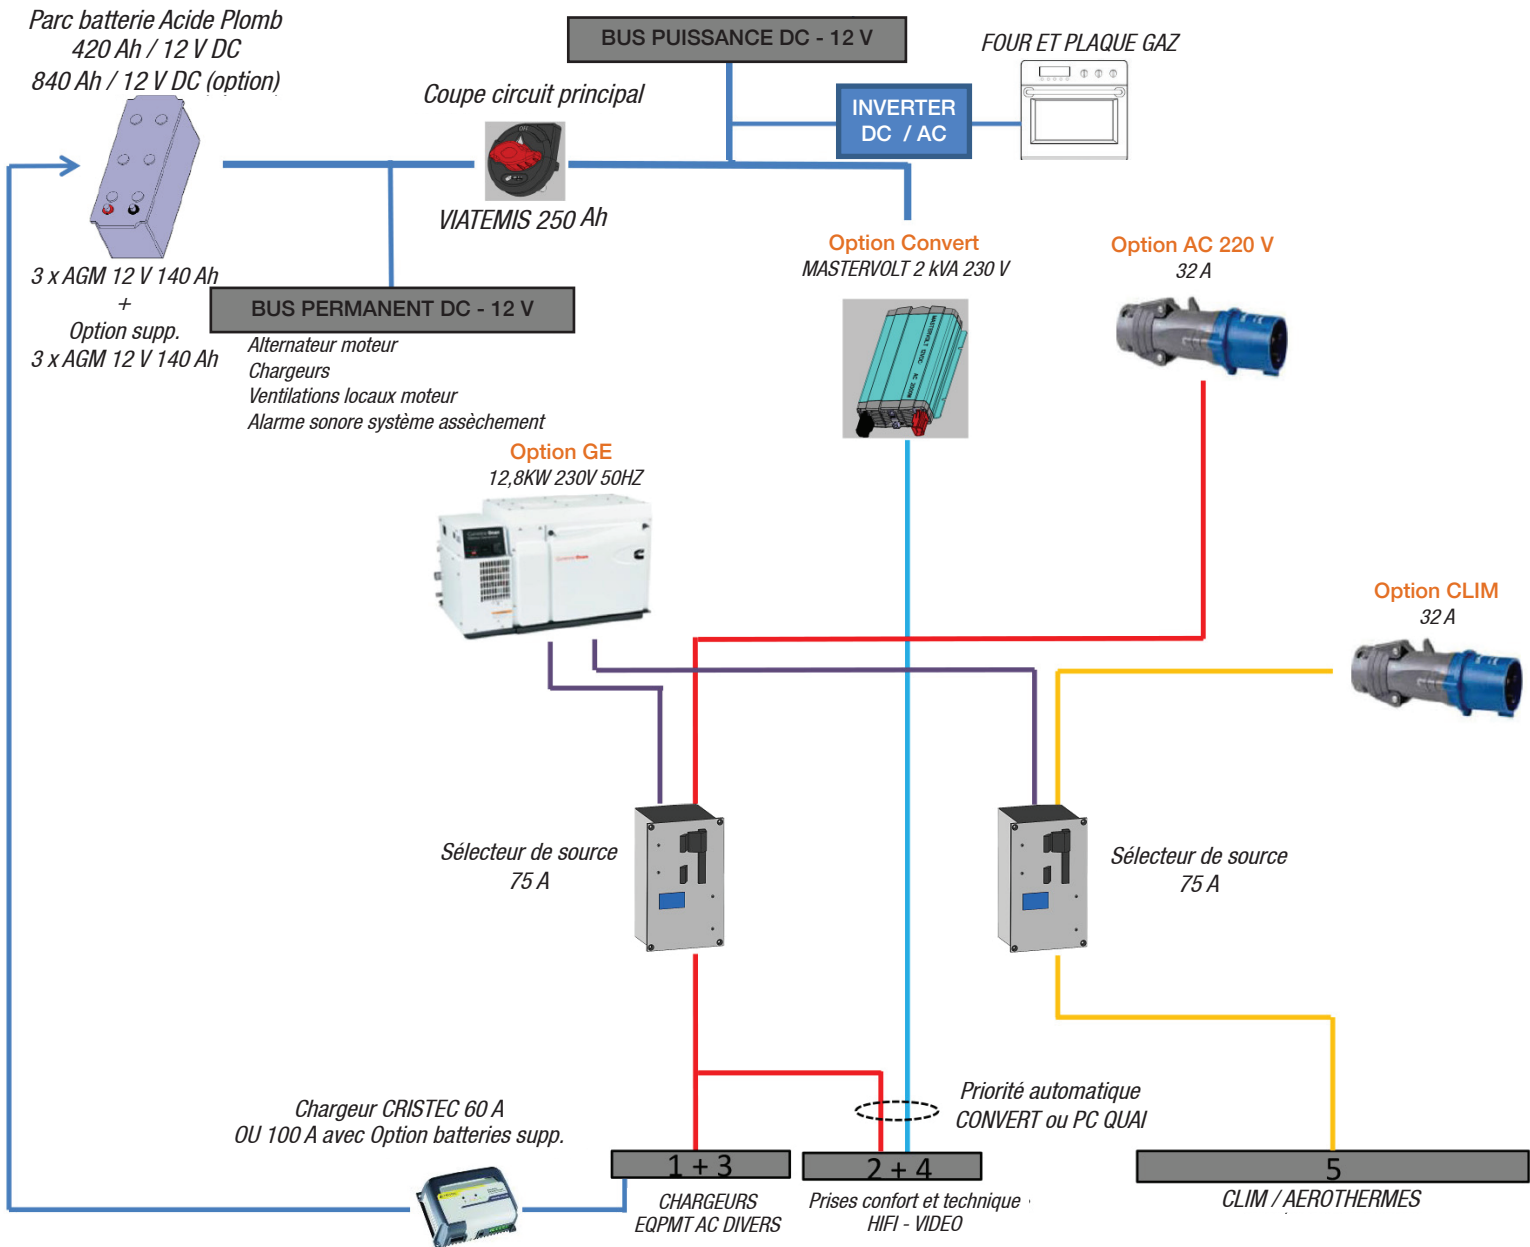 Parc batterie Acide Plomb
420 Ah / 12 V DC
840 Ah / 12 V DC (option)
BUS PUISSANCE DC - 12 V
FOUR ET PLAQUE GAZ
Coupe circuit principal
INVERTER
DC / AC
OFF
VIATEMIS 250 Ah
3 x AGM 12 V 140 Ah
+
Option supp.
3 x AGM 12 V 140 Ah
BUS PERMANENT DC - 12 V
Alternateur moteur
Chargeurs
Ventilations locaux moteur
Alarme sonore système assèchement
Option Convert
MASTERVOLT 2 kVA 230 V
MASTERVOLT
Option AC 220 V
32 A
Option GE
12,8KW 230V 50HZ
Option CLIM
32 A
Sélecteur de source
75 A
Sélecteur de source
75 A
Priorité automatique
CONVERT ou PC QUAI
Chargeur CRISTEC 60 A
OU 100 A avec Option batteries supp.
1 + 3
CHARGEURS
EQPMT AC DIVERS
2 + 4
Prises confort et technique
HIFI - VIDEO
5
CLIM / AEROTHERMES